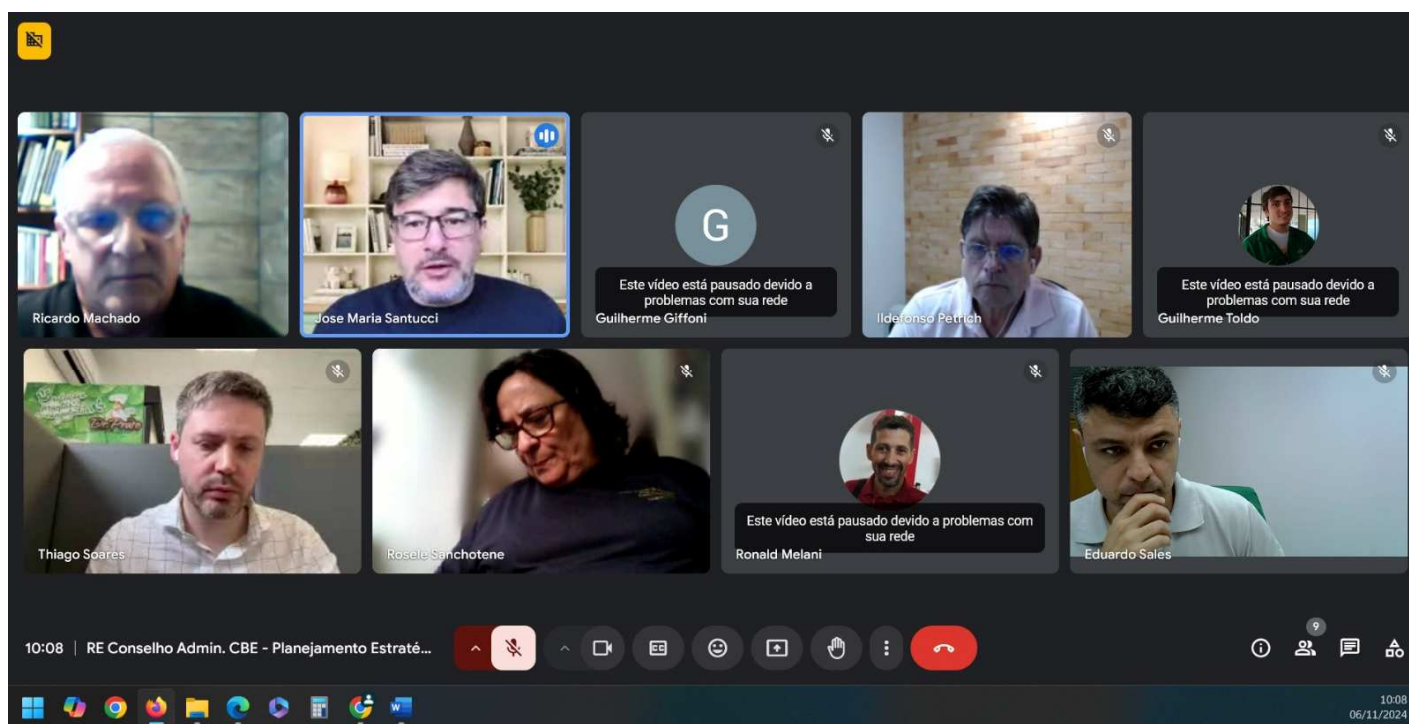 G
Este vídeo está pausado devido a
problemas com sua rede
Este vídeo está pausado devido a
problemas com sua rede
Ricardo Machado
Jose Maria Santucci
Guilherme Giffoni
Ildefonso Petrich
Guilherme Toldo
Este vídeo está pausado devido a problemas com
sua rede
Thiago Soares
Rosele Sanchotene
Ronald Melani
Eduardo Sales
10:08 | RE Conselho Admin. CBE - Planejamento Estraté...
CC
9
10:08
06/11/2024